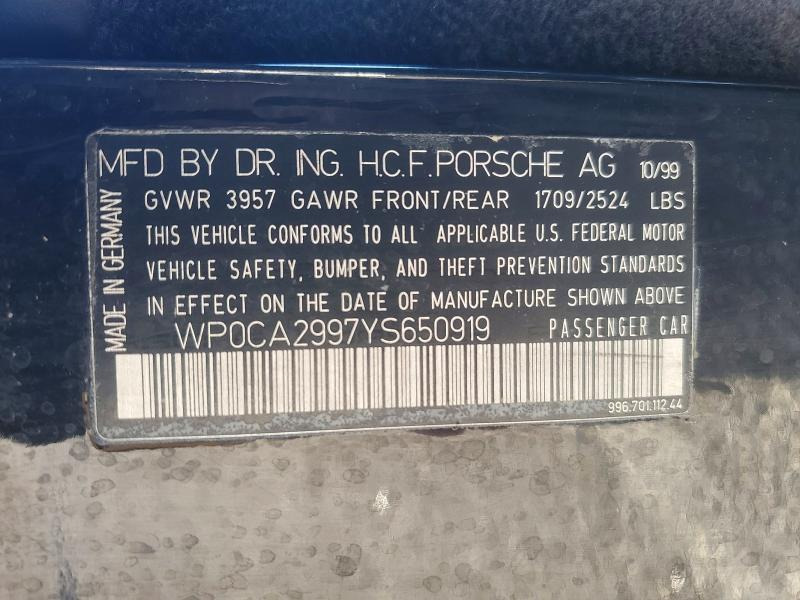 MFD BY DR. ING. H.C.F. PORSCHE AG 10/99
GVWR 3957 GAWR FRONT/REAR 1709/2524 LBS
THIS VEHICLE CONFORMS TO ALL APPLICABLE U.S. FEDERAL MOTOR
VEHICLE SAFETY, BUMPER, AND THEFT PREVENTION STANDARDS
IN EFFECT ON THE DATE OF MANUFACTURE SHOWN ABOVE
WP0CA2997YS650919 PASSENGER CAR
996.701.112.44
MADE IN GERMANY